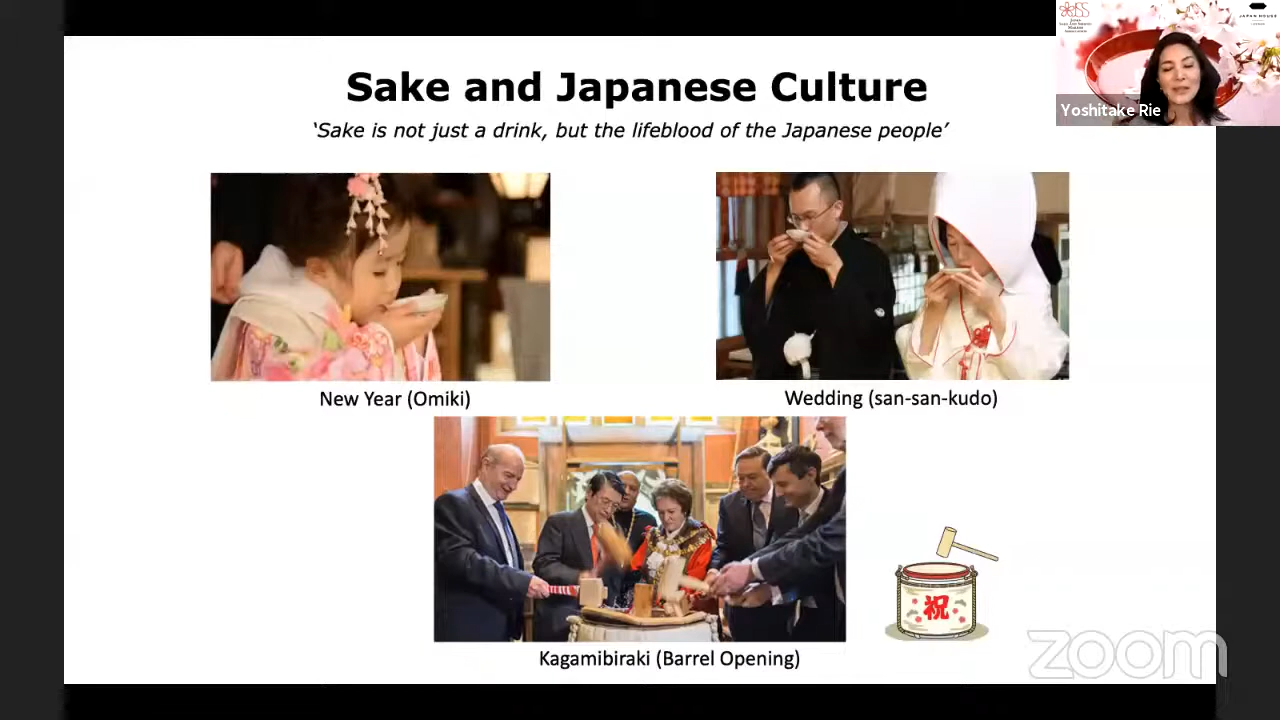 Sake and Japanese Culture
‘Sake is not just a drink, but the lifeblood of the Japanese people’
JSS
JAPAN HOUSE
Yoshitake Rie
New Year (Omiki)
Wedding (san-san-kudo)
祝
Kagamibiraki (Barrel Opening)
zoom